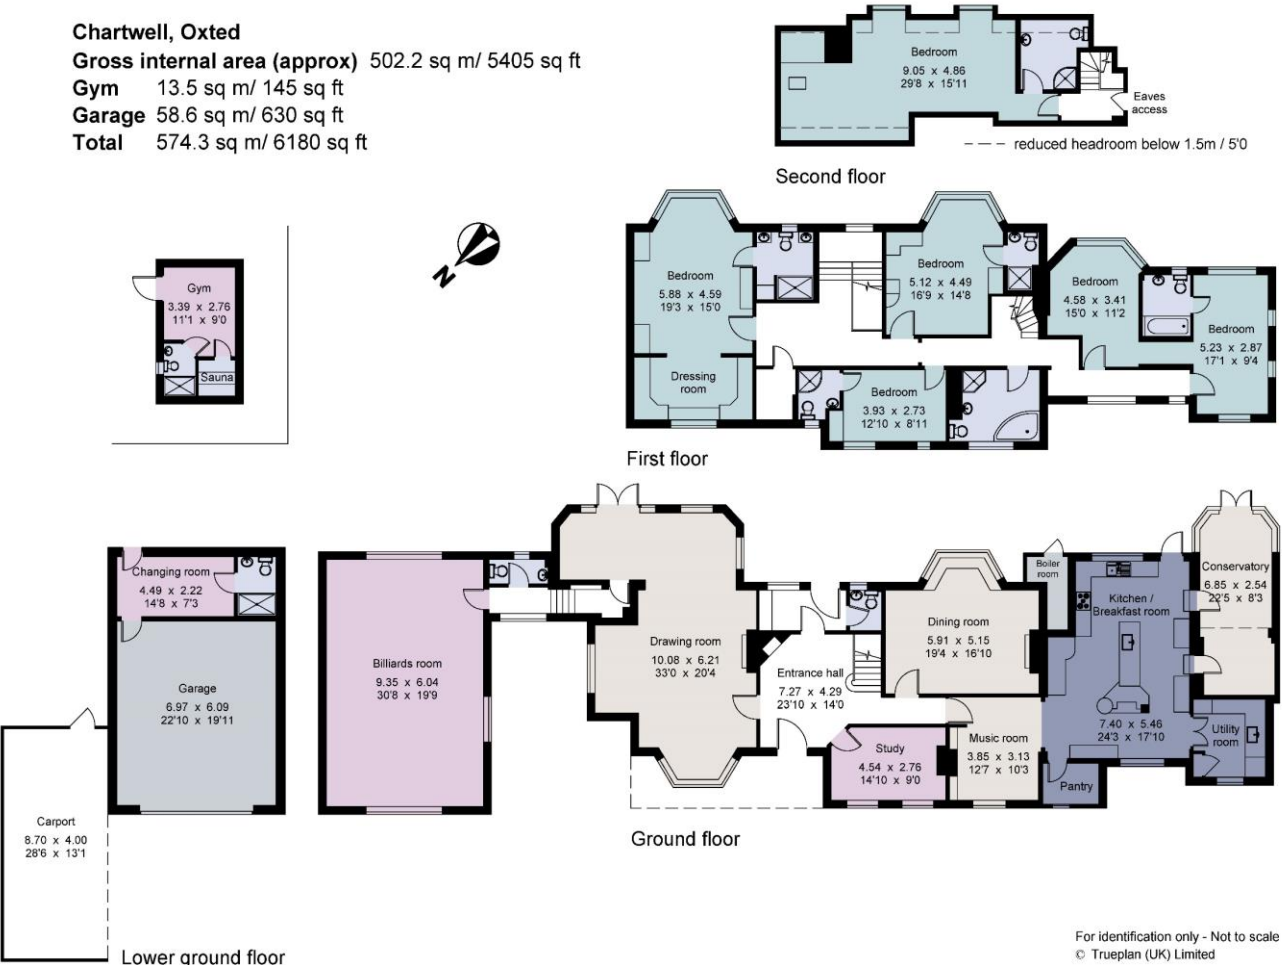 Chartwell, Oxted
Gross internal area (approx) 502.2 sq m/ 5405 sq ft
Gym 13.5 sq m/ 145 sq ft
Garage 58.6 sq m/ 630 sq ft
Total 574.3 sq m/ 6180 sq ft
Bedroom
9.05 x 4.86
29'8 x 15'11
Eaves
access
reduced headroom below 1.5m / 5'0
Second floor
N
Gym
3.39 x 2.76
11'1 x 9'0
Sauna
Bedroom
5.88 x 4.59
19'3 x 15'0
Dressing
room
Bedroom
5.12 x 4.49
16'9 x 14'8
Bedroom
4.58 x 3.41
15'0 x 11'2
Bedroom
5.23 x 2.87
17'1 x 9'4
Bedroom
3.93 x 2.73
12'10 x 8'11
First floor
Changing room
4.49 x 2.22
14'8 x 7'3
Garage
6.97 x 6.09
22'10 x 19'11
Carport
8.70 x 4.00
28'6 x 13'1
Lower ground floor
Billiards room
9.35 x 6.04
30'8 x 19'9
Drawing room
10.08 x 6.21
33'0 x 20'4
Entrance hall
7.27 x 4.29
23'10 x 14'0
Dining room
5.91 x 5.15
19'4 x 16'10
Study
4.54 x 2.76
14'10 x 9'0
Music room
3.85 x 3.13
12'7 x 10'3
Boiler
room
Kitchen /
Breakfast room
7.40 x 5.46
24'3 x 17'10
Pantry
Conservatory
6.85 x 2.54
22'5 x 8'3
Utility
room
Ground floor
For identification only - Not to scale
© Trueplan (UK) Limited